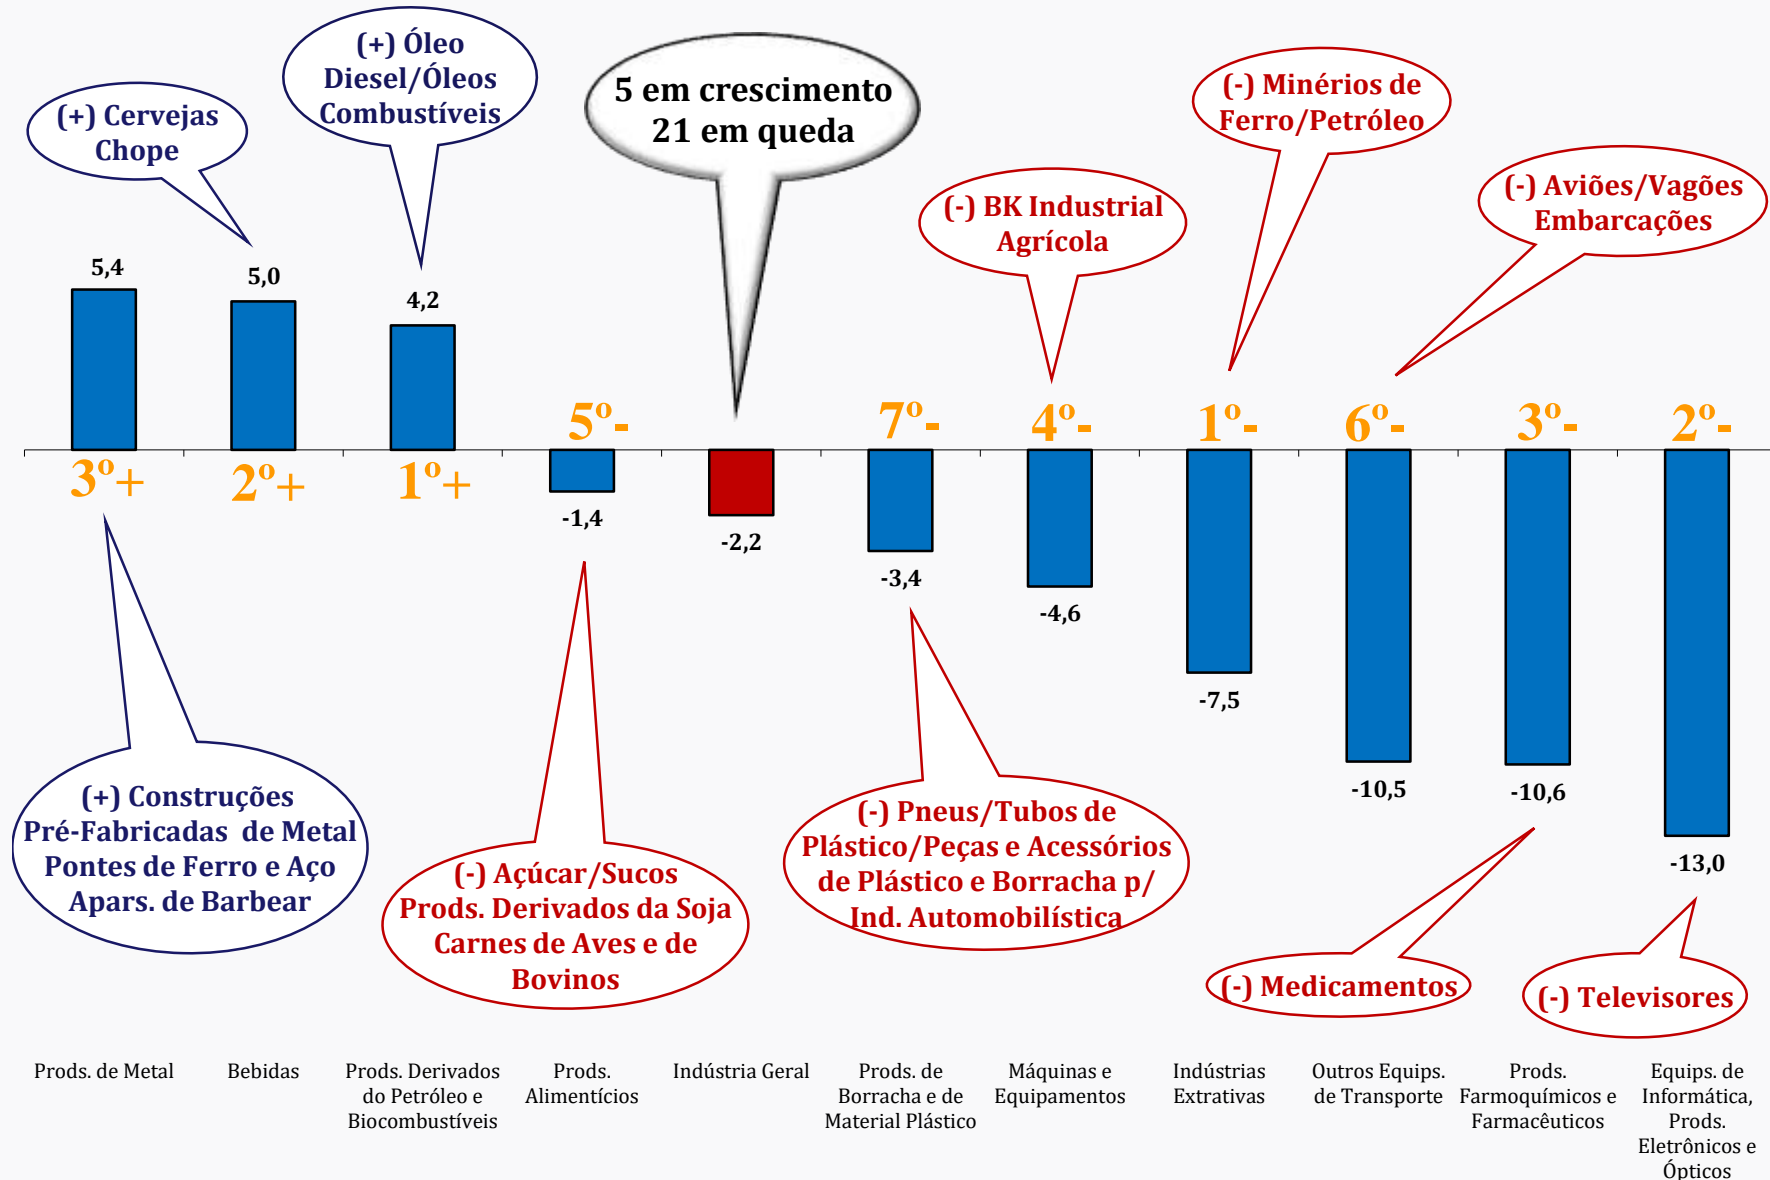 (+) Óleo
Diesel/Óleos
Combustíveis
(+) Cervejas
Chope
5 em crescimento
21 em queda
(-) Minérios de
Ferro/Petróleo
(-) BK Industrial
Agrícola
(-) Aviões/Vagões
Embarcações
5,4
5,0
4,2
3º+
2º+
1º+
5º-
7º-
4º-
1º-
6º-
3º-
2º-
-1,4
-2,2
-3,4
-4,6
-7,5
-10,5
-10,6
-13,0
(+) Construções
Pré-Fabricadas de Metal
Pontes de Ferro e Aço
Apars. de Barbear
(-) Açúcar/Sucos
Prods. Derivados da Soja
Carnes de Aves e de
Bovinos
(-) Pneus/Tubos de
Plástico/Peças e Acessórios
de Plástico e Borracha p/
Ind. Automobilística
(-) Medicamentos
(-) Televisores
Prods. de Metal
Bebidas
Prods. Derivados
do Petróleo e
Biocombustíveis
Prods.
Alimentícios
Indústria Geral
Prods. de
Borracha e de
Material Plástico
Máquinas e
Equipamentos
Indústrias
Extrativas
Outros Equips.
de Transporte
Prods.
Farmoquímicos e
Farmacêuticos
Equips. de
Informática,
Prods.
Eletrônicos e
Ópticos